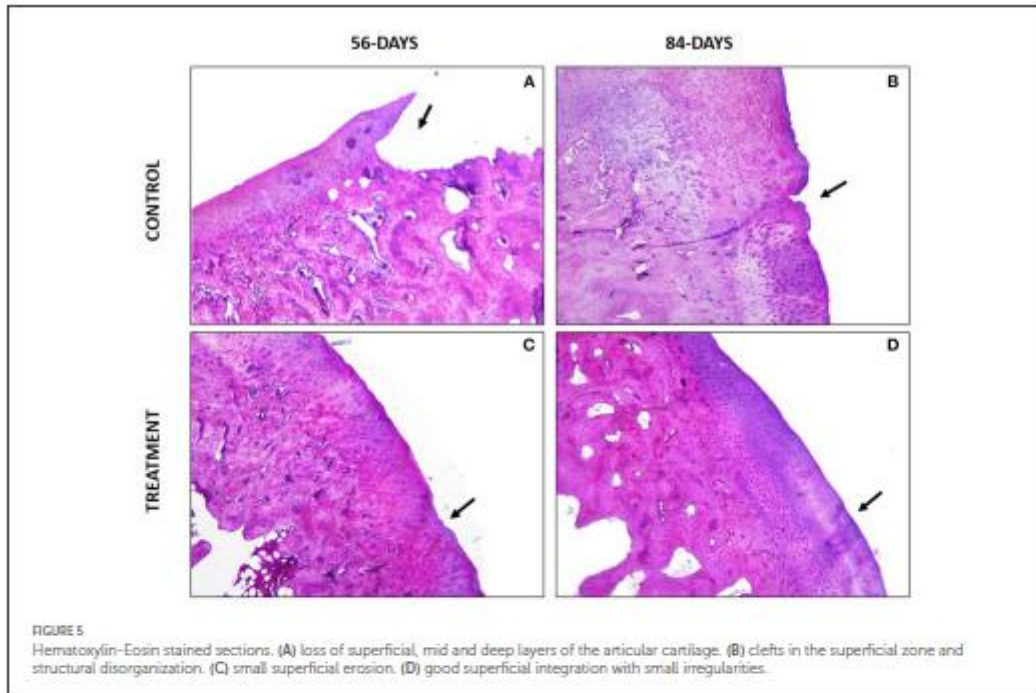 56-DAYS
84-DAYS
CONTROL
A
B
TREATMENT
C
D
FIGURE 5
Hematoxylin-Eosin stained sections. (A) loss of superficial, mid and deep layers of the articular cartilage. (B) clefts in the superficial zone and
structural disorganization. (C) small superficial erosion. (D) good superficial integration with small irregularities.